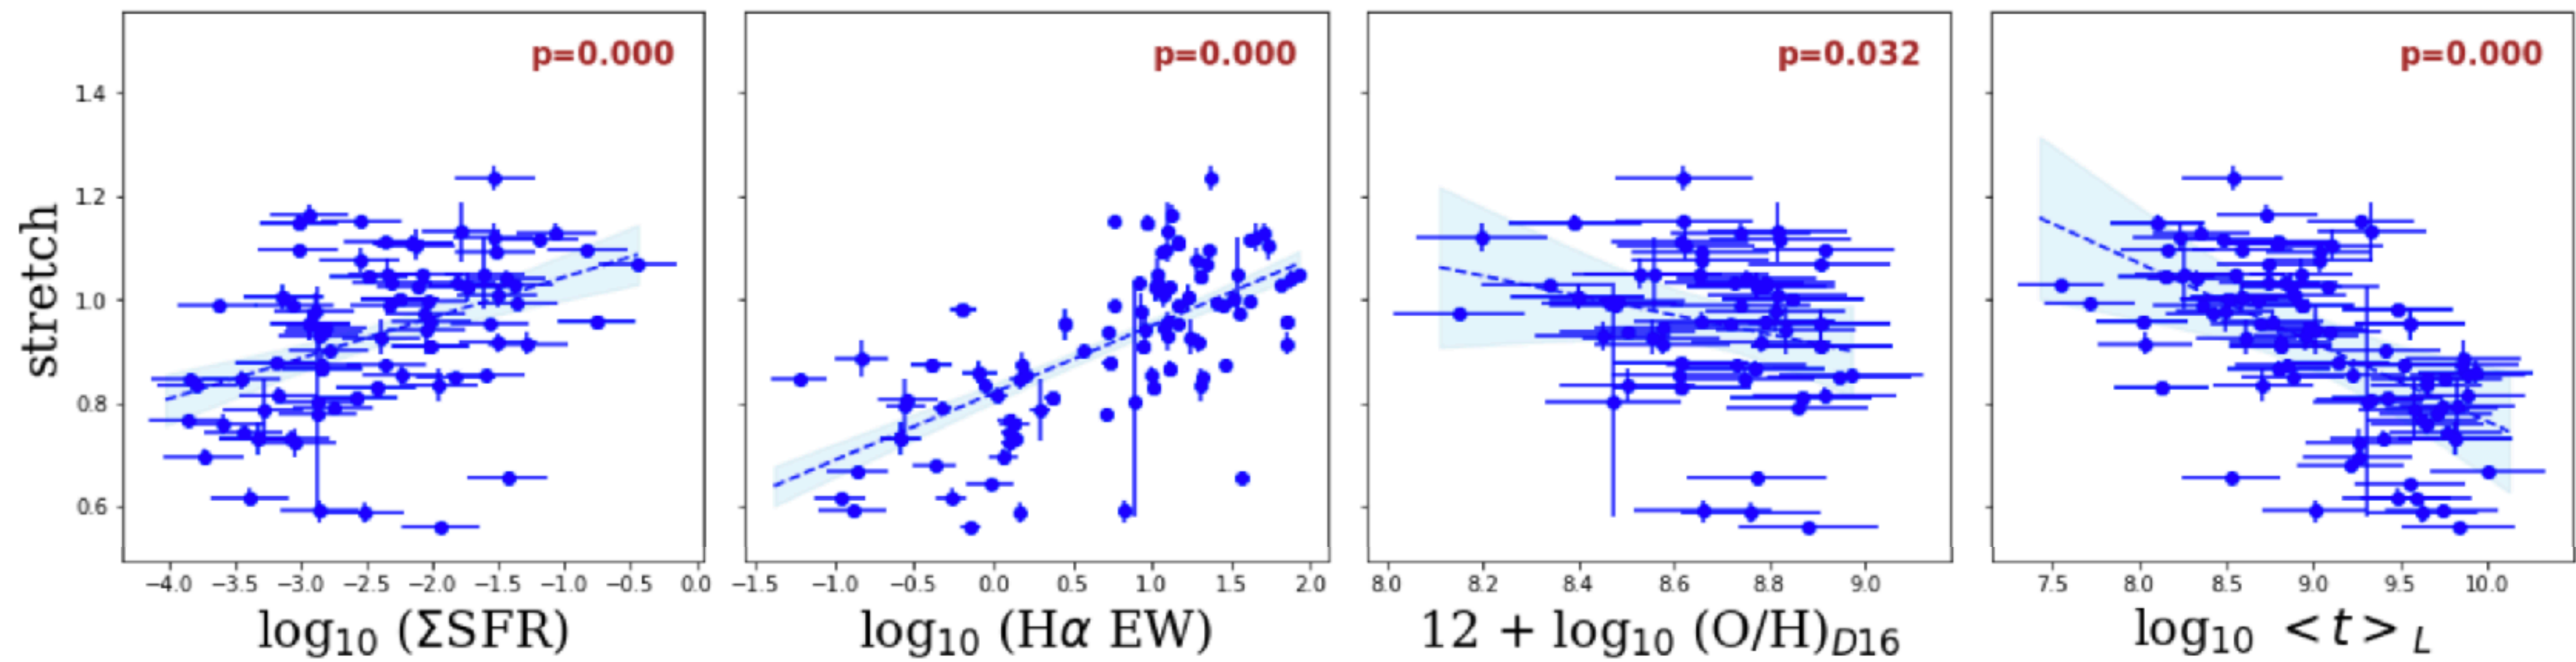 p=0.000
p=0.000
p=0.032
p=0.000
stretch
1.4
1.2
1.0
0.8
0.6
−4.0 −3.5 −3.0 −2.5 −2.0 −1.5 −1.0 −0.5 0.0
−1.5 −1.0 −0.5 0.0 0.5 1.0 1.5 2.0
8.0 8.2 8.4 8.6 8.8 9.0
7.5 8.0 8.5 9.0 9.5 10.0
log₁₀ (ΣSFR)
log₁₀ (Hα EW)
12 + log₁₀ (O/H)_D16
log₁₀ <t>_L